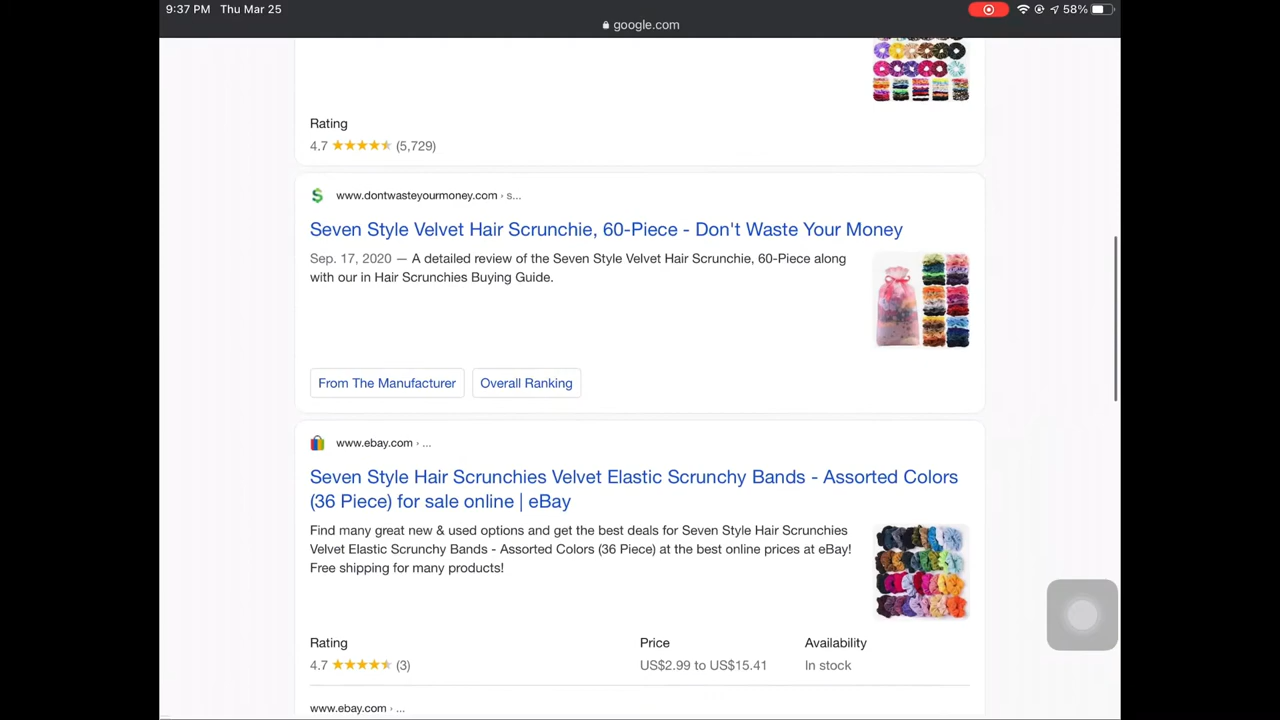 9:37 PM Thu Mar 25
58%
google.com
Rating
4.7 (5,729)
www.dontwasteyourmoney.com › s...
Seven Style Velvet Hair Scrunchie, 60-Piece - Don't Waste Your Money
Sep. 17, 2020 — A detailed review of the Seven Style Velvet Hair Scrunchie, 60-Piece along
with our in Hair Scrunchies Buying Guide.
From The Manufacturer Overall Ranking
www.ebay.com › ...
Seven Style Hair Scrunchies Velvet Elastic Scrunchy Bands - Assorted Colors
(36 Piece) for sale online | eBay
Find many great new & used options and get the best deals for Seven Style Hair Scrunchies
Velvet Elastic Scrunchy Bands - Assorted Colors (36 Piece) at the best online prices at eBay!
Free shipping for many products!
Rating Price Availability
4.7 (3) US$2.99 to US$15.41 In stock
www.ebay.com › ...